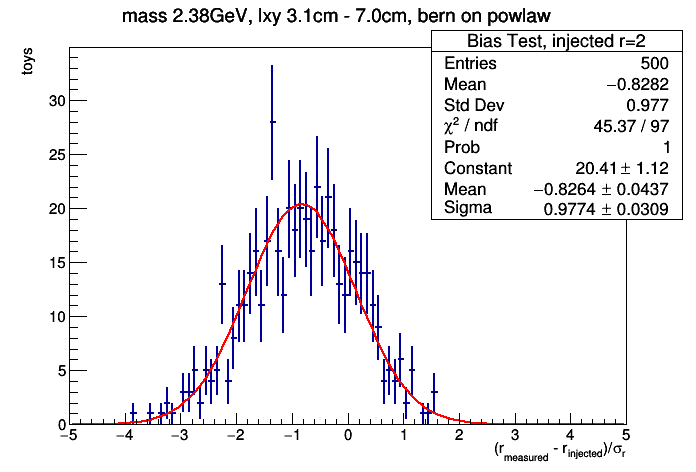 mass 2.38GeV, lxy 3.1cm - 7.0cm, bern on powlaw
Bias Test, injected r=2
Entries 500
Mean −0.8282
Std Dev 0.977
χ² / ndf 45.37 / 97
Prob 1
Constant 20.41 ± 1.12
Mean −0.8264 ± 0.0437
Sigma 0.9774 ± 0.0309
toys
30
25
20
15
10
5
0
−5 −4 −3 −2 −1 0 1 2 3 4 5
(r_measured - r_injected)/σ_r